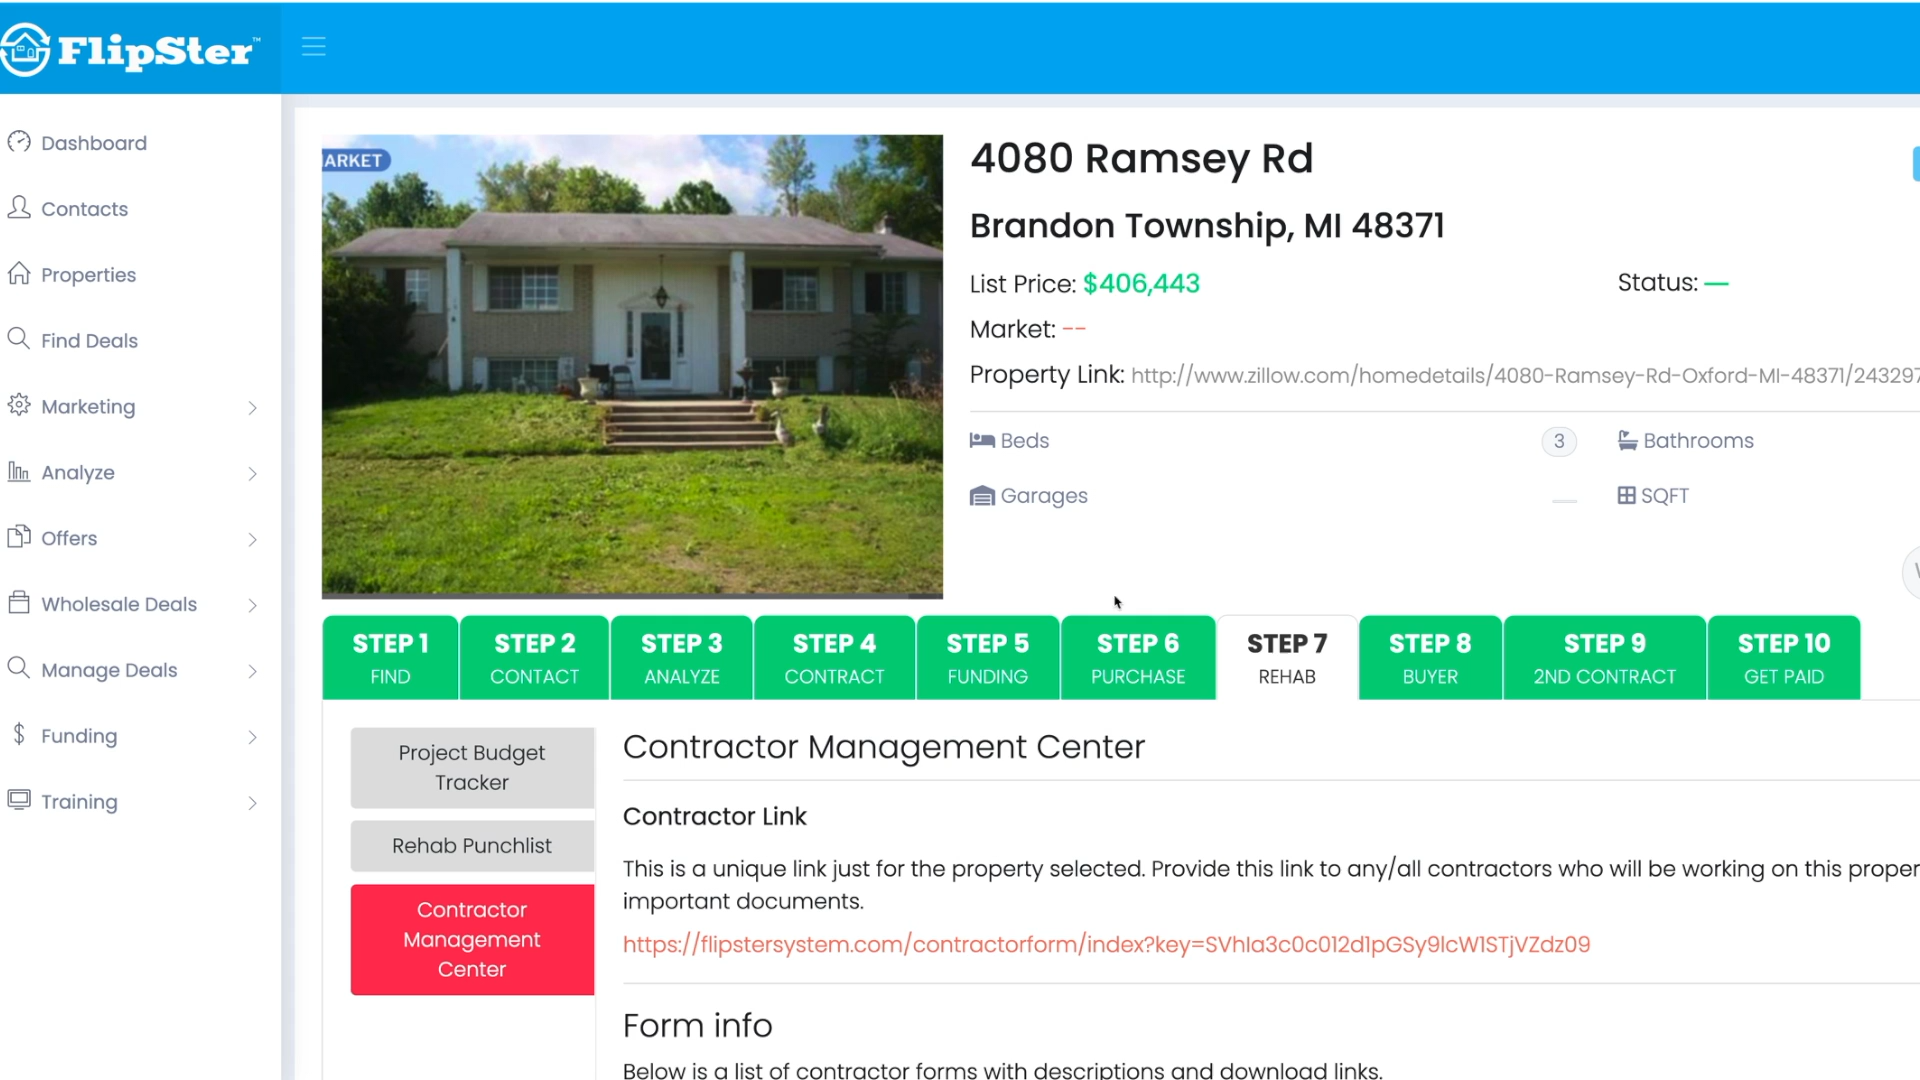 FlipSter™
Dashboard
Contacts
Properties
Find Deals
Marketing
Analyze
Offers
Wholesale Deals
Manage Deals
Funding
Training
ARKET
4080 Ramsey Rd
Brandon Township, MI 48371
List Price: $406,443
Status: —
Market: --
Property Link: http://www.zillow.com/homedetails/4080-Ramsey-Rd-Oxford-MI-48371/243297
Beds 3 Bathrooms
Garages — SQFT
STEP 1 STEP 2 STEP 3 STEP 4 STEP 5 STEP 6 STEP 7 STEP 8 STEP 9 STEP 10
FIND CONTACT ANALYZE CONTRACT FUNDING PURCHASE REHAB BUYER 2ND CONTRACT GET PAID
Project Budget
Tracker
Rehab Punchlist
Contractor
Management
Center
Contractor Management Center
Contractor Link
This is a unique link just for the property selected. Provide this link to any/all contractors who will be working on this proper
important documents.
https://flipstersystem.com/contractorform/index?key=SVhIa3c0c012d1pGSy9lcW1STjVZdz09
Form info
Below is a list of contractor forms with descriptions and download links.